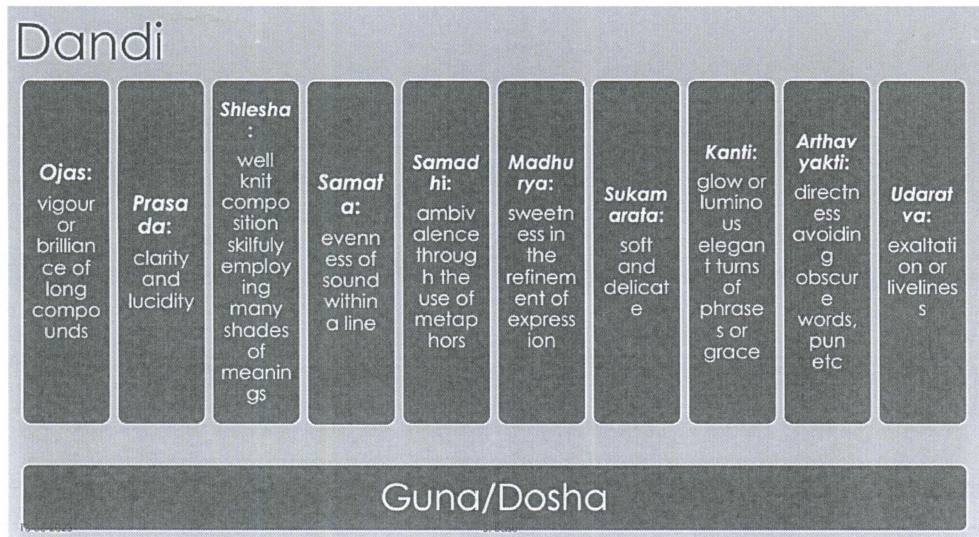 Dandi
Ojas:
vigour
or
brillian
ce of
long
compo
unds
Prasa
da:
clarity
and
lucidity
Shlesha
:
well
knit
compo
sition
skilfuly
employ
ing
many
shades
of
meanin
gs
Samat
a:
evenn
ess of
sound
within
a line
Samad
hi:
ambiv
alence
throug
h the
use of
metap
hors
Madhu
rya:
sweetn
ess in
the
refinem
ent of
express
ion
Sukam
arata:
soft
and
delicat
e
Kanti:
glow or
lumino
us
elegan
t turns
of
phrase
s or
grace
Arthav
yakti:
directn
ess
avoidin
g
obscur
e
words,
pun
etc
Udarat
va:
exaltati
on or
livelines
s
Guna/Dosha